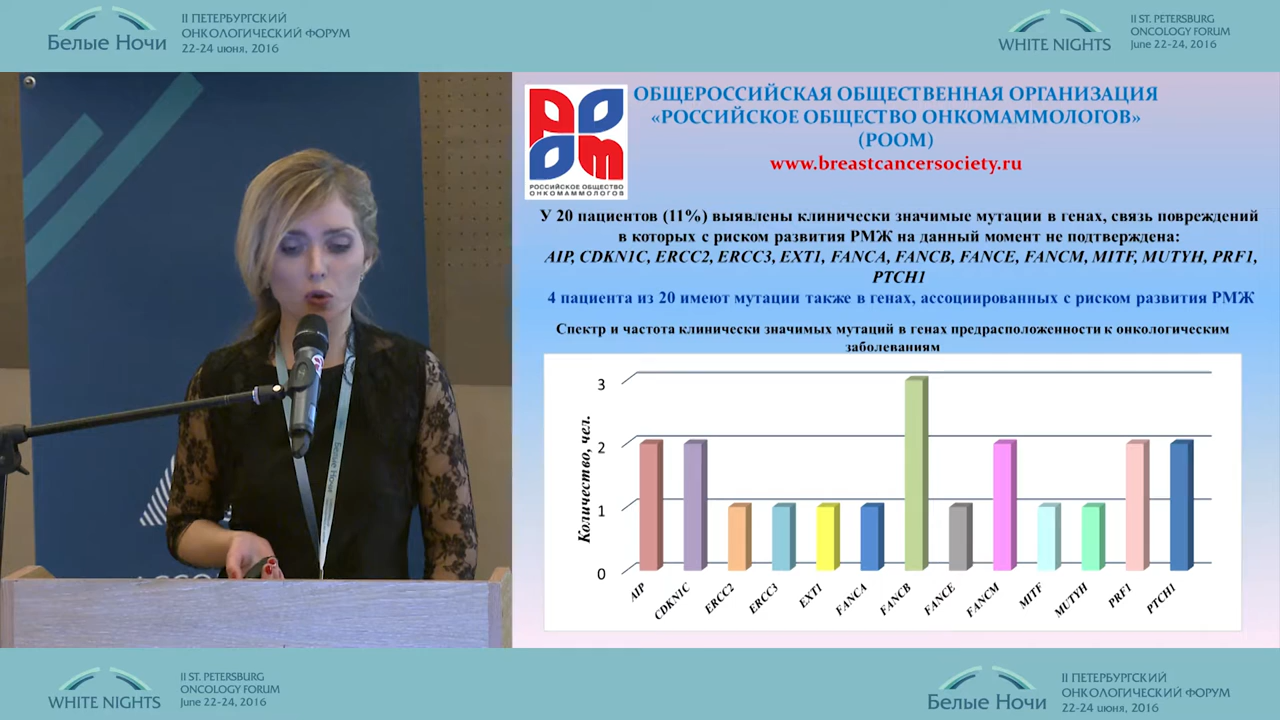 Белые Ночи
II ПЕТЕРБУРГСКИЙ
ОНКОЛОГИЧЕСКИЙ ФОРУМ
22-24 июня, 2016
WHITE NIGHTS
II ST. PETERSBURG
ONCOLOGY FORUM
June 22-24, 2016
РООМ
РОССИЙСКОЕ ОБЩЕСТВО
ОНКОМАММОЛОГОВ
ОБЩЕРОССИЙСКАЯ ОБЩЕСТВЕННАЯ ОРГАНИЗАЦИЯ
«РОССИЙСКОЕ ОБЩЕСТВО ОНКОМАММОЛОГОВ»
(РООМ)
www.breastcancersociety.ru
У 20 пациентов (11%) выявлены клинически значимые мутации в генах, связь повреждений
в которых с риском развития РМЖ на данный момент не подтверждена:
AIP, CDKN1C, ERCC2, ERCC3, EXT1, FANCA, FANCB, FANCE, FANCM, MITF, MUTYH, PRF1,
PTCH1
4 пациента из 20 имеют мутации также в генах, ассоциированных с риском развития РМЖ
Спектр и частота клинически значимых мутаций в генах предрасположенности к онкологическим
заболеваниям
Количество, чел.
3
2
1
0
AIP
CDKN1C
ERCC2
ERCC3
EXT1
FANCA
FANCB
FANCE
FANCM
MITF
MUTYH
PRF1
PTCH1
Белые Ночи
WHITE NIGHTS
II ST. PETERSBURG
ONCOLOGY FORUM
June 22-24, 2016
Белые Ночи
II ПЕТЕРБУРГСКИЙ
ОНКОЛОГИЧЕСКИЙ ФОРУМ
22-24 июня, 2016